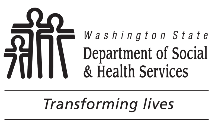 Washington State
Department of Social
& Health Services
Transforming lives